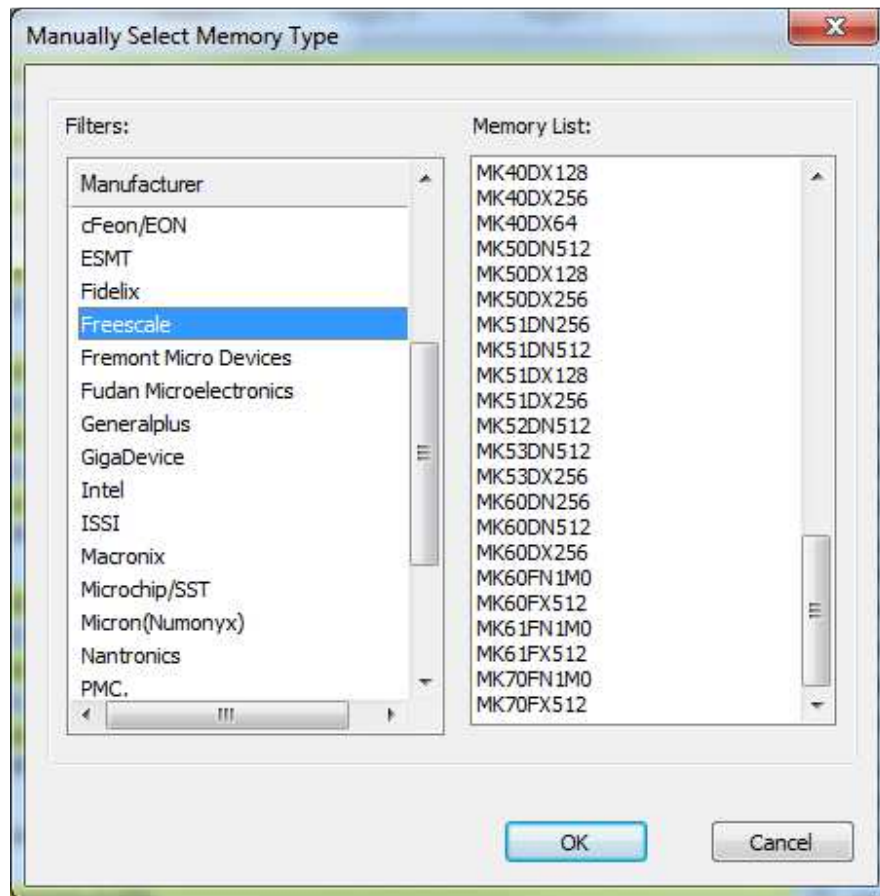 Manually Select Memory Type
Filters:
Manufacturer
cFeon/EON
ESMT
Fidelix
Freescale
Fremont Micro Devices
Fudan Microelectronics
Generalplus
GigaDevice
Intel
ISSI
Macronix
Microchip/SST
Micron(Numonyx)
Nantronics
PMC.
Memory List:
MK40DX128
MK40DX256
MK40DX64
MK50DN512
MK50DX128
MK50DX256
MK51DN256
MK51DN512
MK51DX128
MK51DX256
MK52DN512
MK53DN512
MK53DX256
MK60DN256
MK60DN512
MK60DX256
MK60FN1M0
MK60FX512
MK61FN1M0
MK61FX512
MK70FN1M0
MK70FX512
OK
Cancel